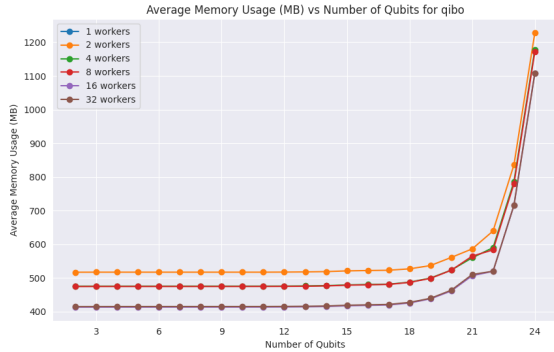 Average Memory Usage (MB) vs Number of Qubits for qibo
1 workers
2 workers
4 workers
8 workers
16 workers
32 workers
Average Memory Usage (MB)
1200
1100
1000
900
800
700
600
500
400
3 6 9 12 15 18 21 24
Number of Qubits